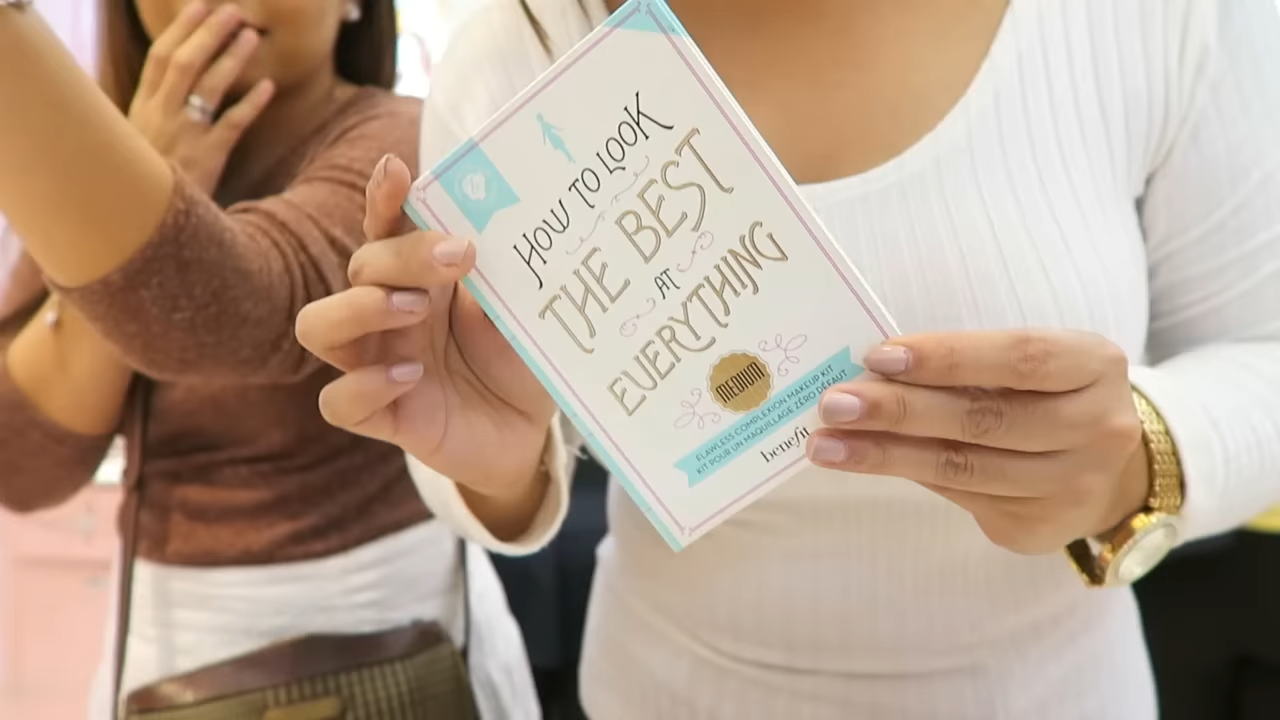 HOW TO LOOK
THE BEST
AT
EVERYTHING
MEDIUM
FLAWLESS COMPLEXION MAKEUP KIT
KIT POUR UN MAQUILLAGE ZÉRO DÉFAUT
benefit